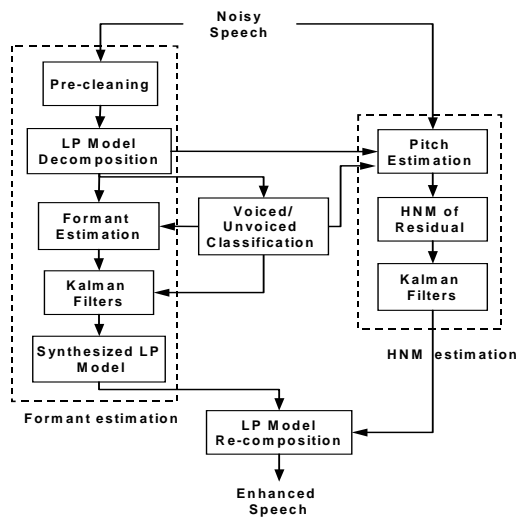 Noisy
Speech
Pre-cleaning
LP Model
Decomposition
Pitch
Estimation
Formant
Estimation
Voiced/
Unvoiced
Classification
HNM of
Residual
Kalman
Filters
Kalman
Filters
Synthesized LP
Model
HNM estimation
Formant estimation
LP Model
Re-composition
Enhanced
Speech